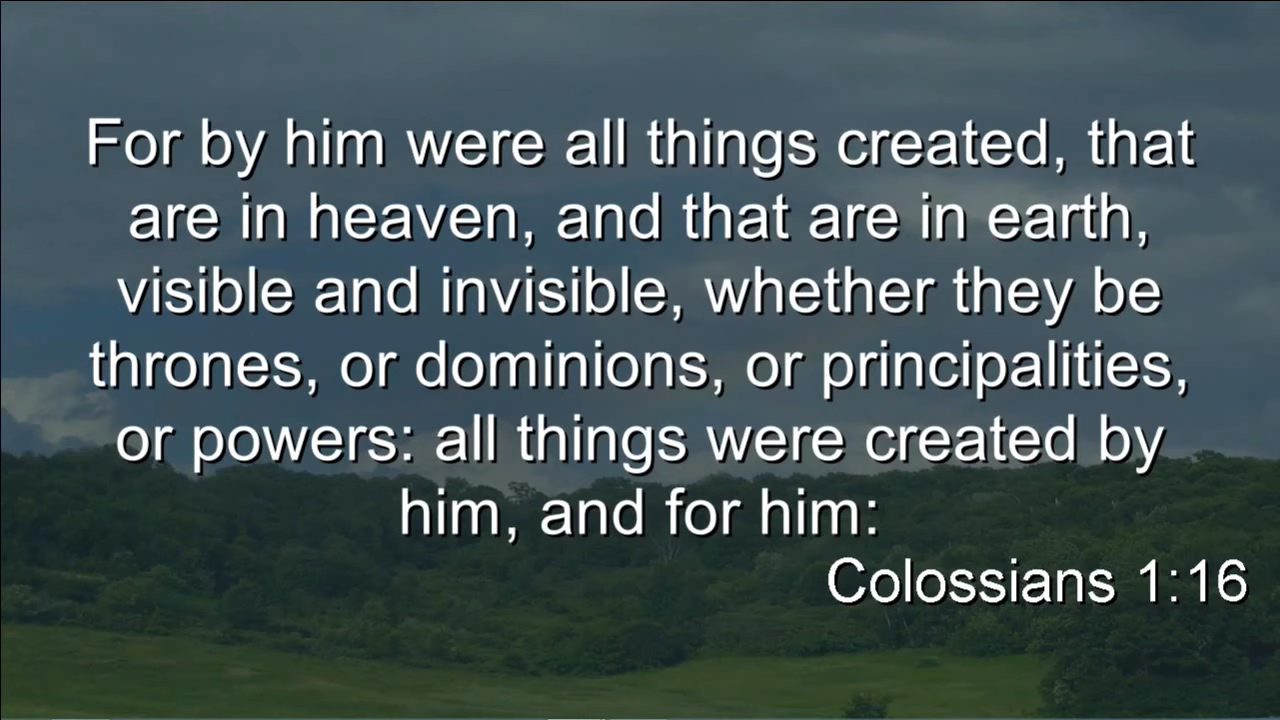 For by him were all things created, that
are in heaven, and that are in earth,
visible and invisible, whether they be
thrones, or dominions, or principalities,
or powers: all things were created by
him, and for him:
Colossians 1:16